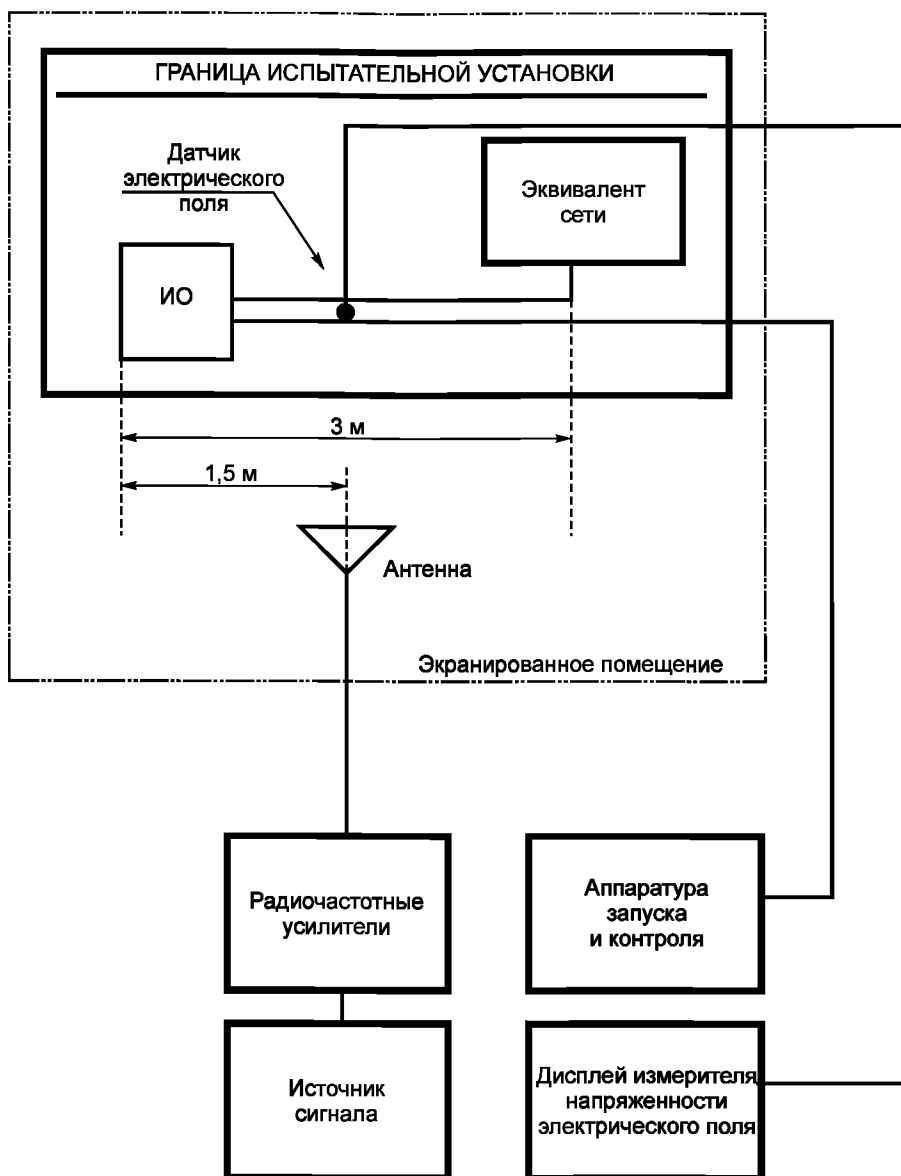 ГРАНИЦА ИСПЫТАТЕЛЬНОЙ УСТАНОВКИ
Датчик
электрического
поля
Эквивалент
сети
ИО
3 м
1,5 м
Антенна
Экранированное помещение
Радиочастотные
усилители
Аппаратура
запуска
и контроля
Источник
сигнала
Дисплей измерителя
напряженности
электрического поля